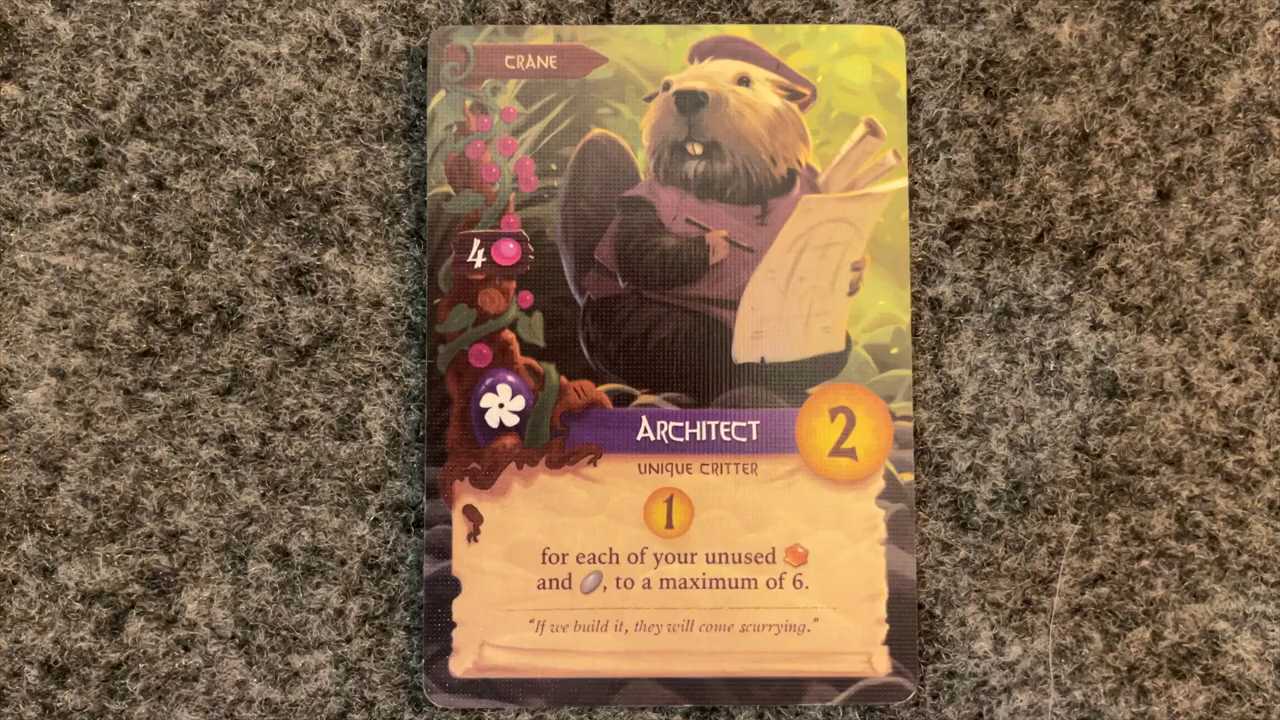 CRANE
4
ARCHITECT
2
UNIQUE CRITTER
1
for each of your unused
and , to a maximum of 6.
"If we build it, they will come scurrying."